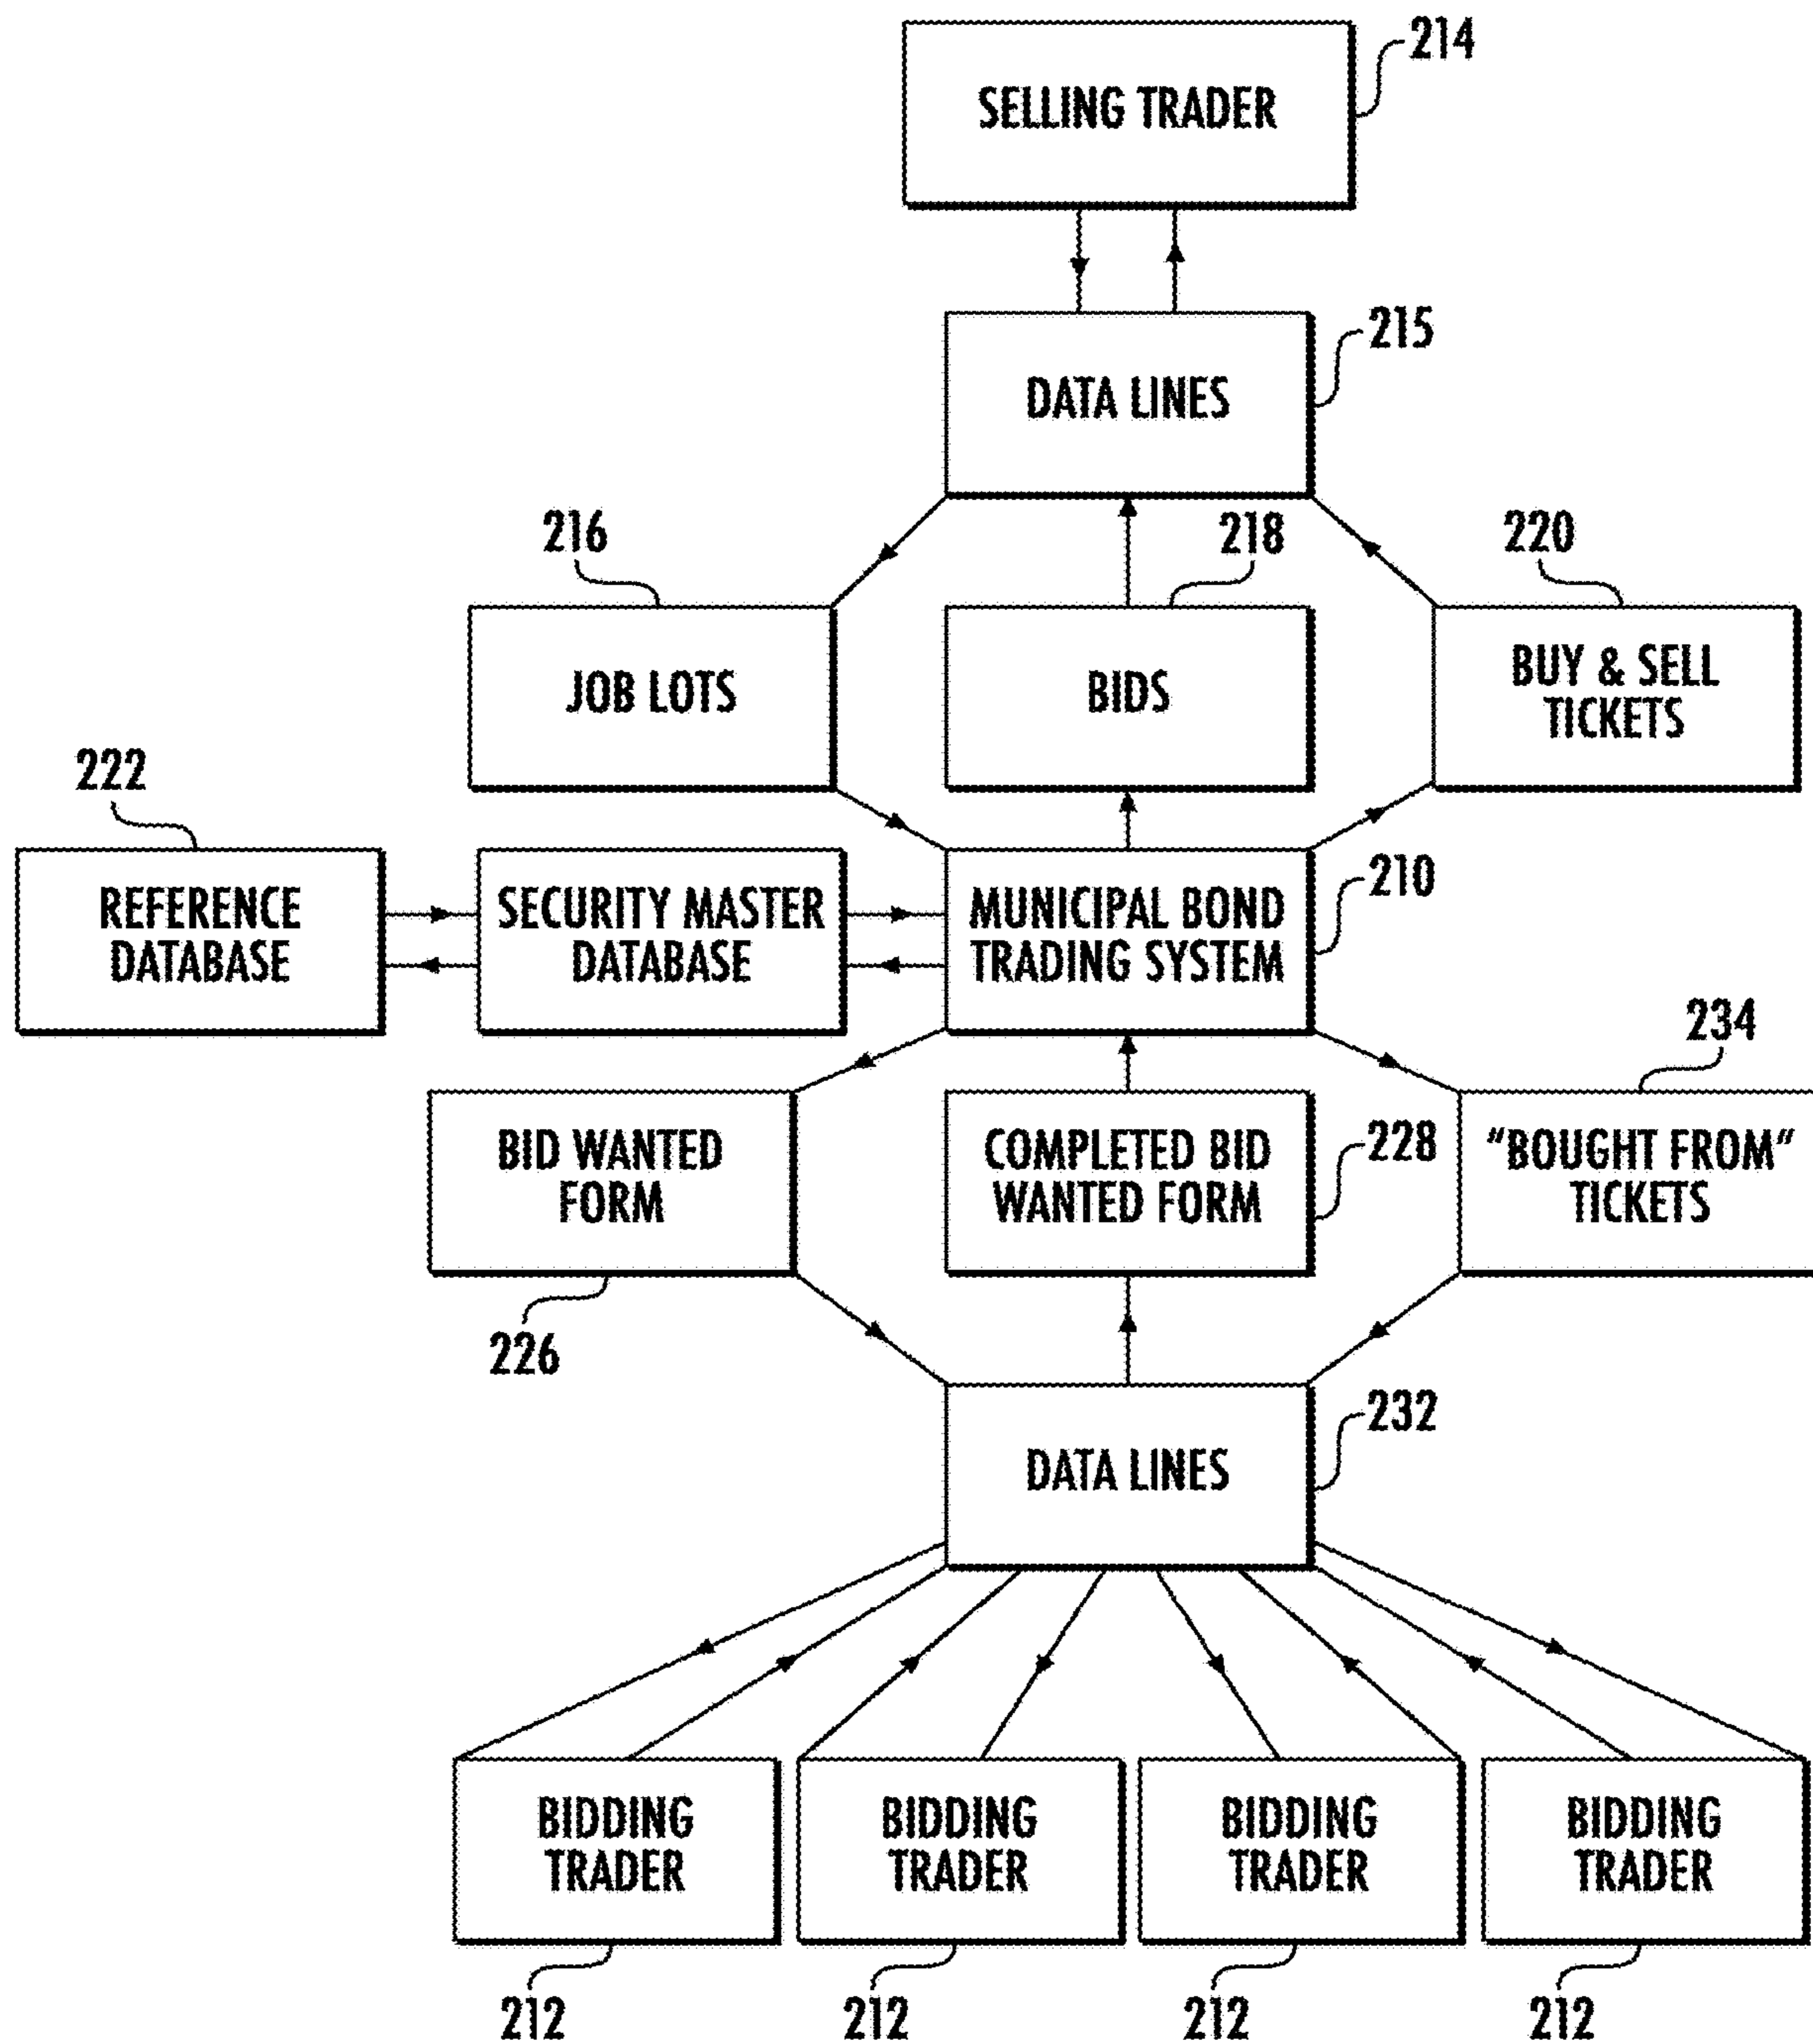 214
SELLING TRADER
215
DATA LINES
216
218
220
JOB LOTS
BIDS
BUY & SELL
TICKETS
222
210
REFERENCE
DATABASE
SECURITY MASTER
DATABASE
MUNICIPAL BOND
TRADING SYSTEM
234
BID WANTED
FORM
COMPLETED BID
WANTED FORM
228
"BOUGHT FROM"
TICKETS
226
232
DATA LINES
BIDDING
TRADER
BIDDING
TRADER
BIDDING
TRADER
BIDDING
TRADER
212
212
212
212